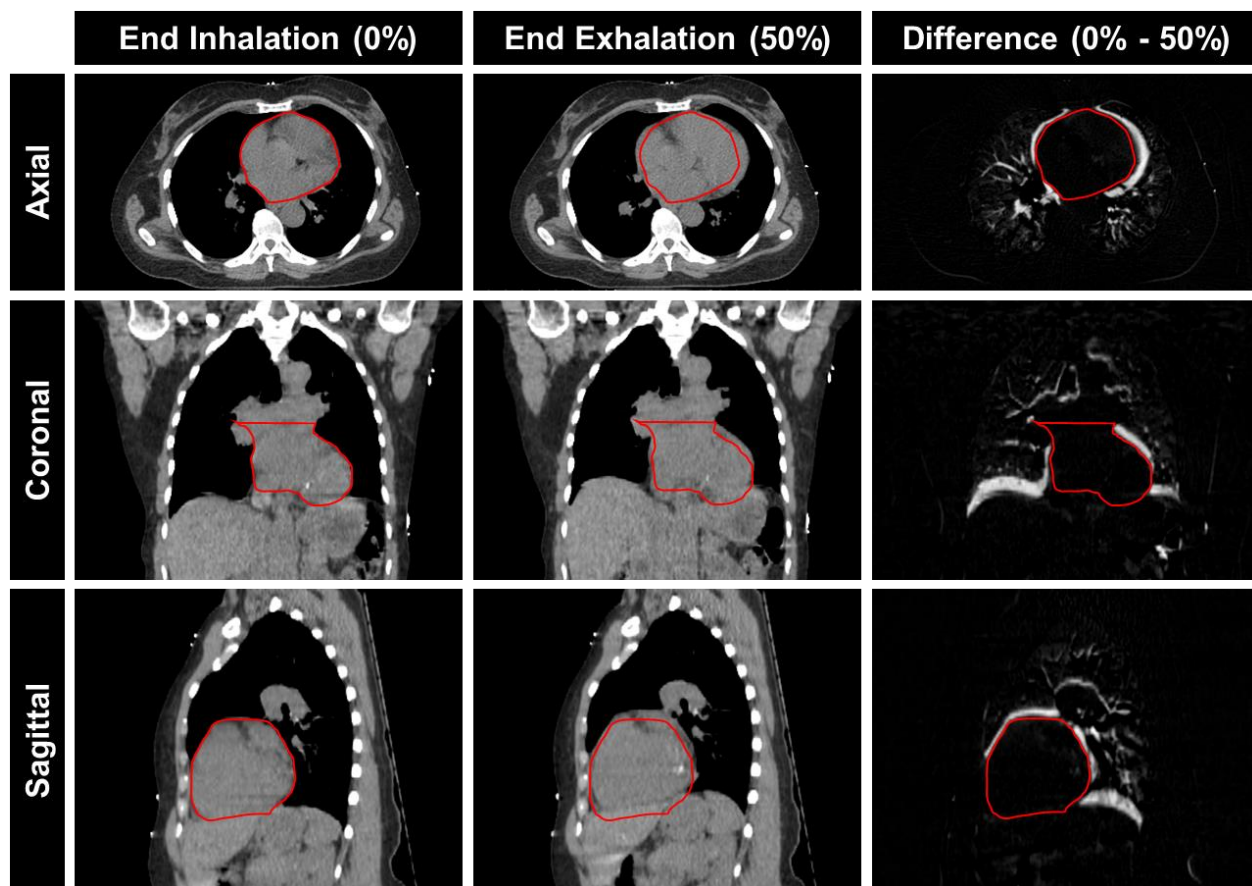 End Inhalation (0%)
End Exhalation (50%)
Difference (0% - 50%)
Axial
Coronal
Sagittal